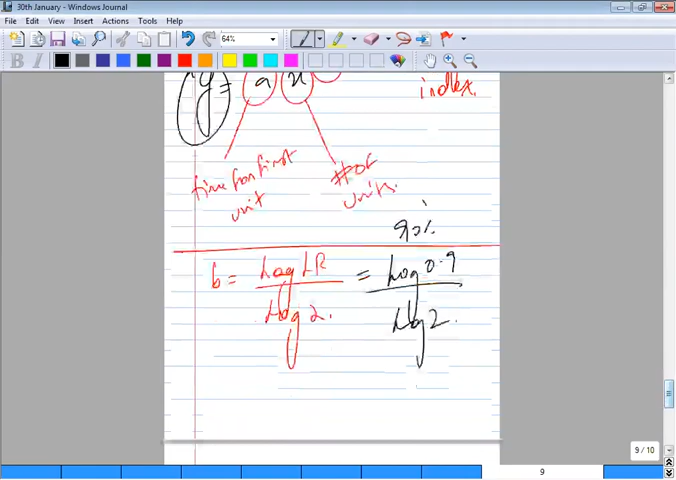 30th January - Windows Journal
File Edit View Insert Actions Tools Help
64%
B I
y = a x
index.
time for first unit
# of units.
90%
b = Log LR / Log 2. = Log 0.9 / Log 2.
9 / 10
9